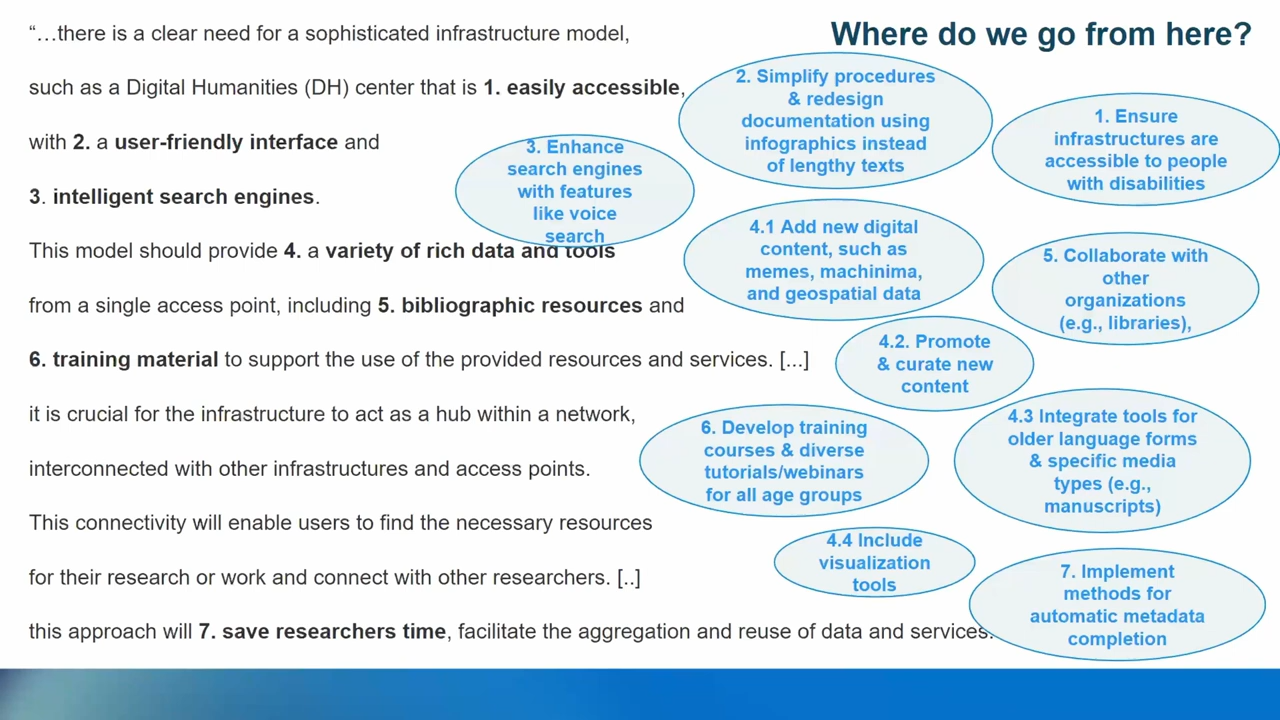 Where do we go from here?
“…there is a clear need for a sophisticated infrastructure model,
such as a Digital Humanities (DH) center that is 1. easily accessible,
with 2. a user-friendly interface and
3. intelligent search engines.
This model should provide 4. a variety of rich data and tools
from a single access point, including 5. bibliographic resources and
6. training material to support the use of the provided resources and services. [...]
it is crucial for the infrastructure to act as a hub within a network,
interconnected with other infrastructures and access points.
This connectivity will enable users to find the necessary resources
for their research or work and connect with other researchers. [..]
this approach will 7. save researchers time, facilitate the aggregation and reuse of data and services.
2. Simplify procedures
& redesign
documentation using
infographics instead
of lengthy texts
1. Ensure
infrastructures are
accessible to people
with disabilities
3. Enhance
search engines
with features
like voice
search
4.1 Add new digital
content, such as
memes, machinima,
and geospatial data
5. Collaborate with
other
organizations
(e.g., libraries),
4.2. Promote
& curate new
content
6. Develop training
courses & diverse
tutorials/webinars
for all age groups
4.3 Integrate tools for
older language forms
& specific media
types (e.g.,
manuscripts)
4.4 Include
visualization
tools
7. Implement
methods for
automatic metadata
completion